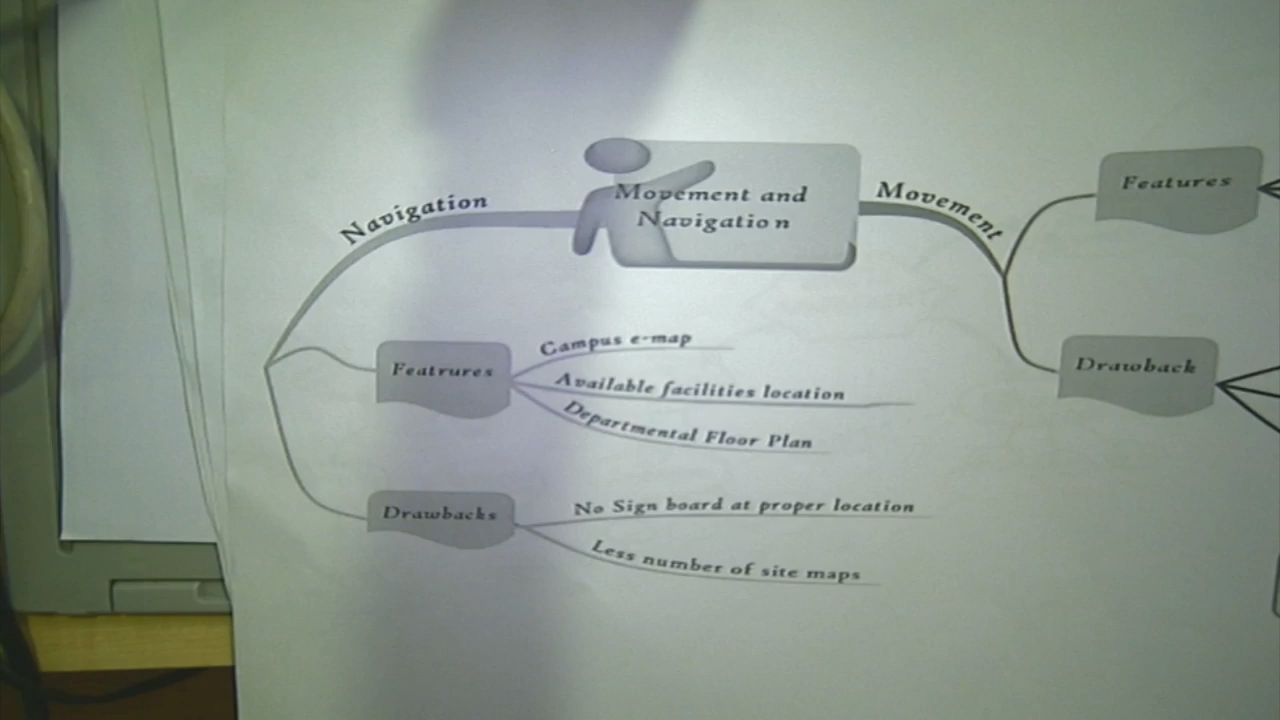 Movement and
Navigation
Navigation
Movement
Features
Drawback
Featrures
Campus e-map
Available facilities location
Departmental Floor Plan
Drawbacks
No Sign board at proper location
Less number of site maps